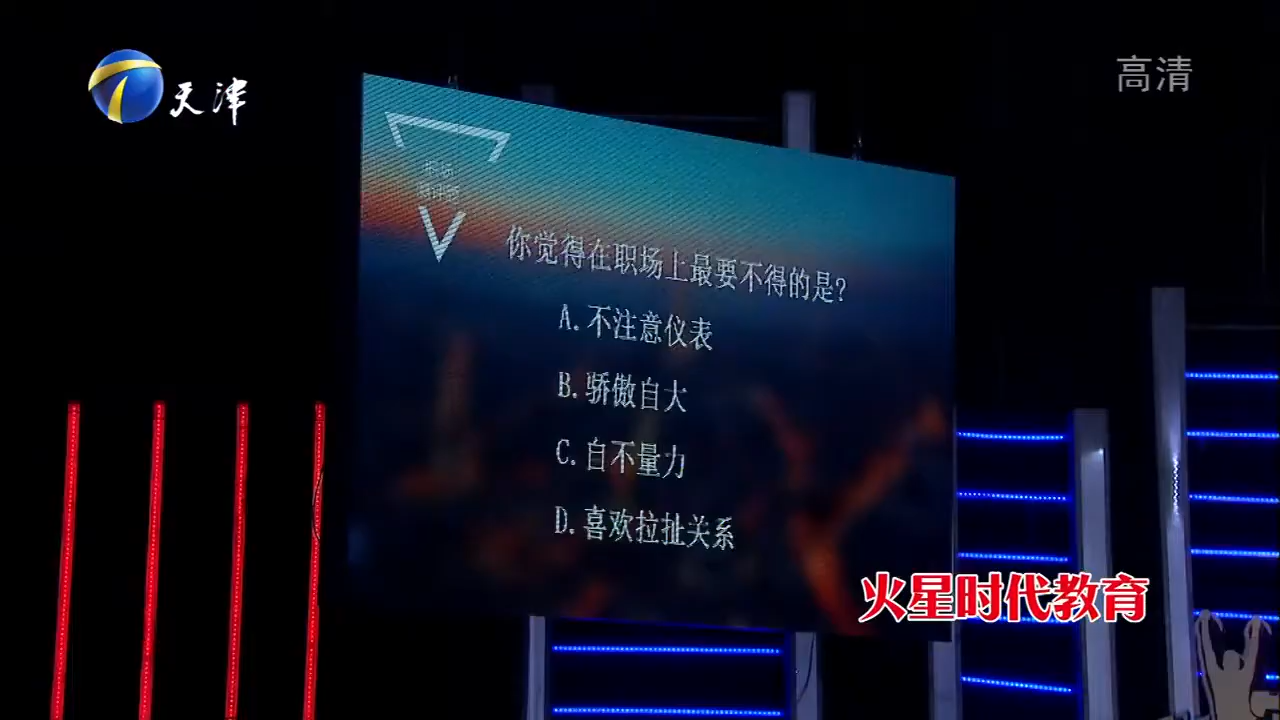 天津
高清
职场
你觉得在职场上最要不得的是?
A.不注意仪表
B.骄傲自大
C.自不量力
D.喜欢拉扯关系
火星时代教育